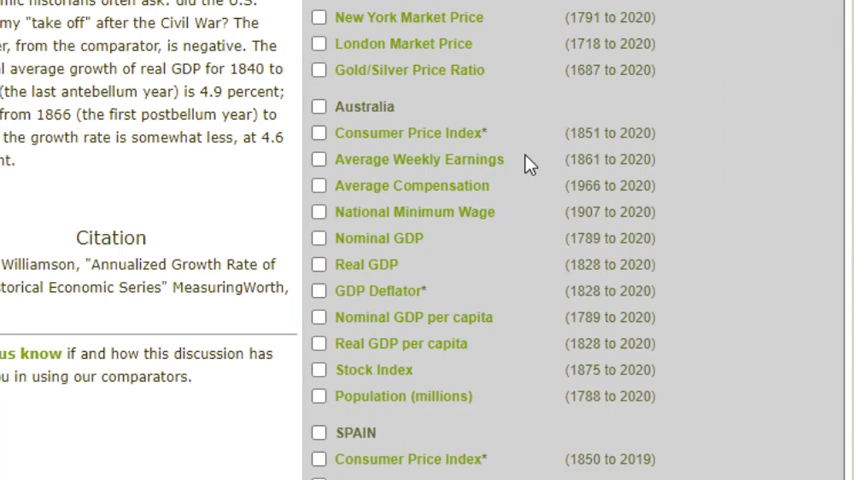 mic historians often ask: did the U.S.
my "take off" after the Civil War? The
er, from the comparator, is negative. The
al average growth of real GDP for 1840 to
(the last antebellum year) is 4.9 percent;
from 1866 (the first postbellum year) to
the growth rate is somewhat less, at 4.6
nt.
Citation
Williamson, "Annualized Growth Rate of
storical Economic Series" MeasuringWorth,
us know if and how this discussion has
u in using our comparators.
New York Market Price (1791 to 2020)
London Market Price (1718 to 2020)
Gold/Silver Price Ratio (1687 to 2020)
Australia
Consumer Price Index* (1851 to 2020)
Average Weekly Earnings (1861 to 2020)
Average Compensation (1966 to 2020)
National Minimum Wage (1907 to 2020)
Nominal GDP (1789 to 2020)
Real GDP (1828 to 2020)
GDP Deflator* (1828 to 2020)
Nominal GDP per capita (1789 to 2020)
Real GDP per capita (1828 to 2020)
Stock Index (1875 to 2020)
Population (millions) (1788 to 2020)
SPAIN
Consumer Price Index* (1850 to 2019)